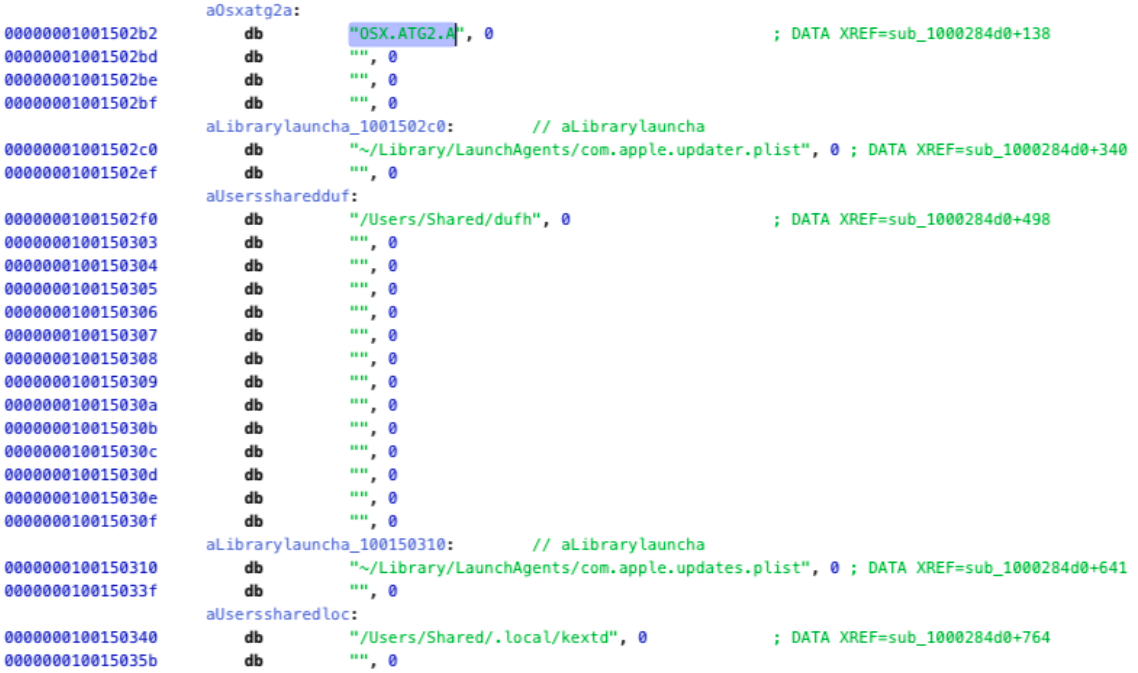 aOsxatg2a:
00000001001502b2 db "OSX.ATG2.A", 0 ; DATA XREF=sub_1000284d0+138
00000001001502bd db "", 0
00000001001502be db "", 0
00000001001502bf db "", 0
aLibrarylauncha_1001502c0: // aLibrarylauncha
00000001001502c0 db "~/Library/LaunchAgents/com.apple.updater.plist", 0 ; DATA XREF=sub_1000284d0+340
00000001001502ef db "", 0
aUserssharedduf:
00000001001502f0 db "/Users/Shared/dufh", 0 ; DATA XREF=sub_1000284d0+498
0000000100150303 db "", 0
0000000100150304 db "", 0
0000000100150305 db "", 0
0000000100150306 db "", 0
0000000100150307 db "", 0
0000000100150308 db "", 0
0000000100150309 db "", 0
000000010015030a db "", 0
000000010015030b db "", 0
000000010015030c db "", 0
000000010015030d db "", 0
000000010015030e db "", 0
000000010015030f db "", 0
aLibrarylauncha_100150310: // aLibrarylauncha
0000000100150310 db "~/Library/LaunchAgents/com.apple.updates.plist", 0 ; DATA XREF=sub_1000284d0+641
000000010015033f db "", 0
aUserssharedloc:
0000000100150340 db "/Users/Shared/.local/kextd", 0 ; DATA XREF=sub_1000284d0+764
000000010015035b db "", 0